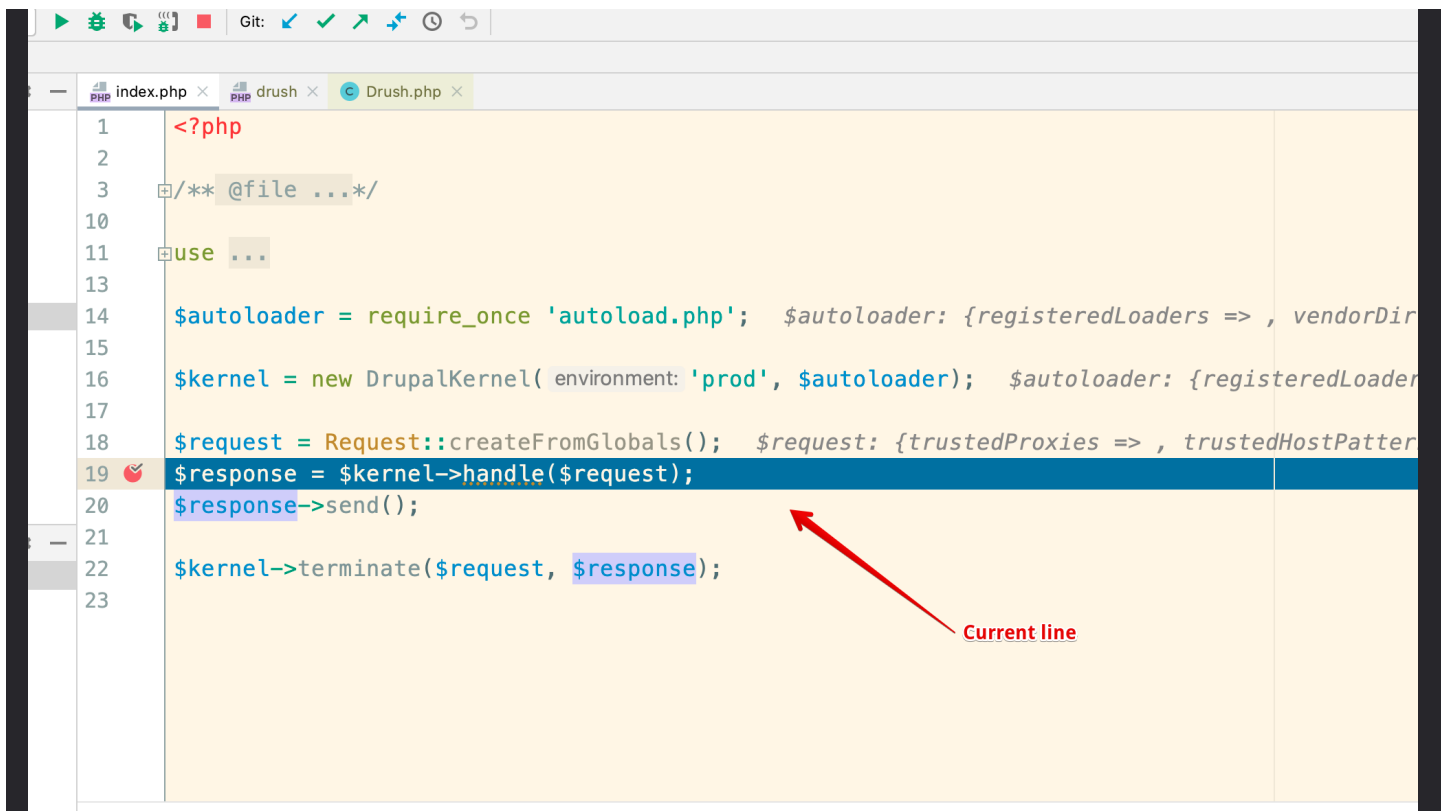 Git:
index.php drush Drush.php
1 <?php
2
3 /** @file ...*/
10
11 use ...
13
14 $autoloader = require_once 'autoload.php'; $autoloader: {registeredLoaders => , vendorDir
15
16 $kernel = new DrupalKernel( environment: 'prod', $autoloader); $autoloader: {registeredLoader
17
18 $request = Request::createFromGlobals(); $request: {trustedProxies => , trustedHostPatter
19 $response = $kernel->handle($request);
20 $response->send();
21
22 $kernel->terminate($request, $response);
23
Current line